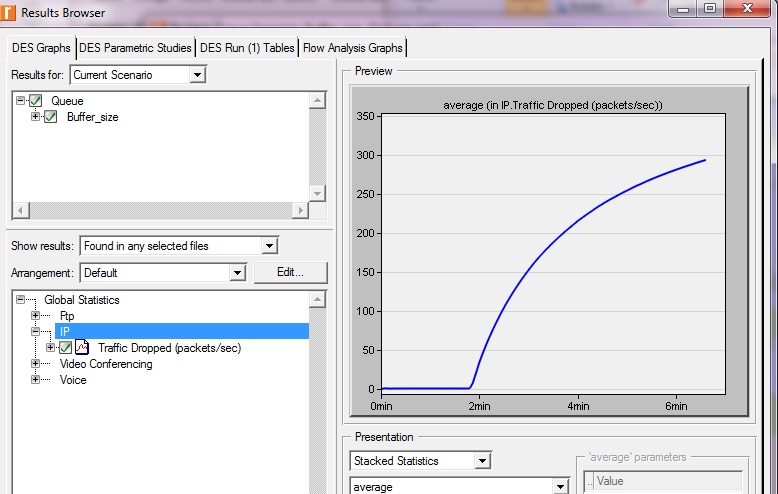 Results Browser
DES Graphs DES Parametric Studies DES Run (1) Tables Flow Analysis Graphs
Results for: Current Scenario
Queue
Buffer_size
Show results: Found in any selected files
Arrangement: Default Edit...
Global Statistics
Ftp
IP
Traffic Dropped (packets/sec)
Video Conferencing
Voice
Preview
average (in IP.Traffic Dropped (packets/sec))
350
300
250
200
150
100
50
0
0min 2min 4min 6min
Presentation
Stacked Statistics
average
'average' parameters
.. Value